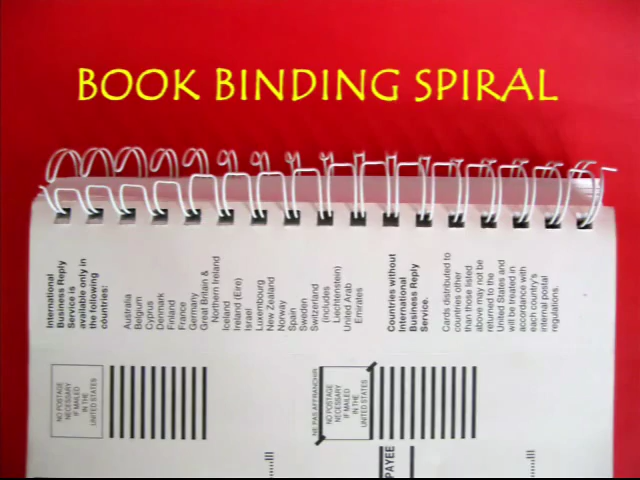 BOOK BINDING SPIRAL
International
Business Reply
Service is
available only in
the following
countries:
Australia
Belgium
Cyprus
Denmark
Finland
France
Germany
Great Britain &
Northern Ireland
Iceland
Ireland (Eire)
Israel
Luxembourg
New Zealand
Norway
Spain
Sweden
Switzerland
(includes
Liechtenstein)
United Arab
Emirates
Countries without
International
Business Reply
Service.
Cards distributed to
countries other
than those listed
above may not be
returned to the
United States and
will be treated in
accordance with
each country's
internal postal
regulations.
NO POSTAGE
NECESSARY
IF MAILED
IN THE
UNITED STATES
NE PAS AFFRANCHIR
NO POSTAGE
NECESSARY
IF MAILED
IN THE
UNITED STATES
PAYEE